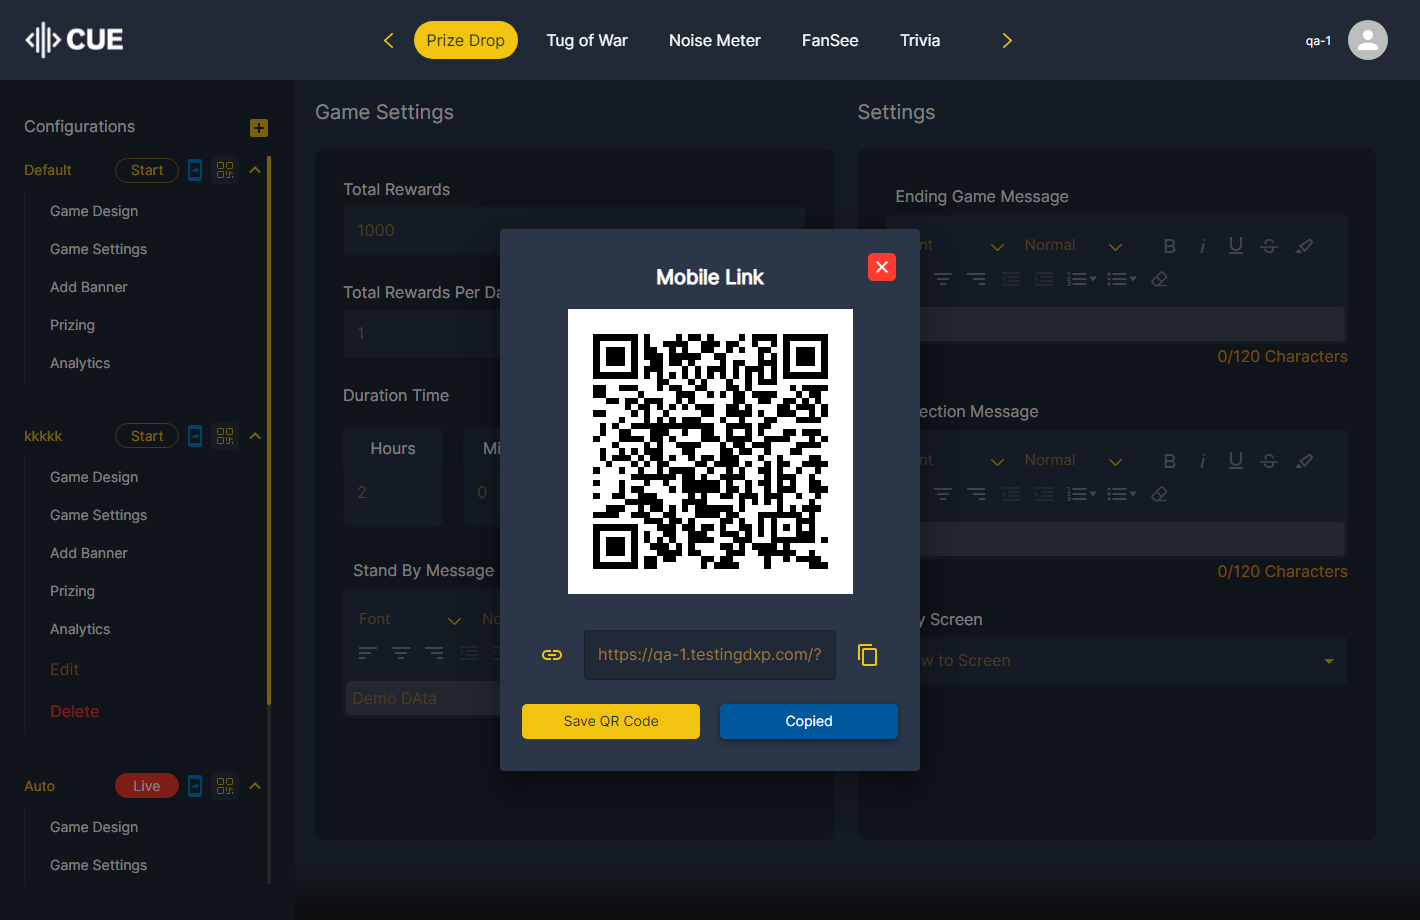 CUE
Prize Drop
Tug of War
Noise Meter
FanSee
Trivia
qa-1
Configurations
Default
Start
Game Design
Game Settings
Add Banner
Prizing
Analytics
kkkkk
Start
Game Design
Game Settings
Add Banner
Prizing
Analytics
Edit
Delete
Auto
Live
Game Design
Game Settings
Game Settings
Total Rewards
1000
Total Rewards Per Da
1
Duration Time
Hours
Mi
2
0
Stand By Message
Font
No
Demo DAta
Settings
Ending Game Message
nt
Normal
B i U S
0/120 Characters
ection Message
nt
Normal
B i U S
0/120 Characters
y Screen
w to Screen
Mobile Link
https://qa-1.testingdxp.com/?
Save QR Code
Copied